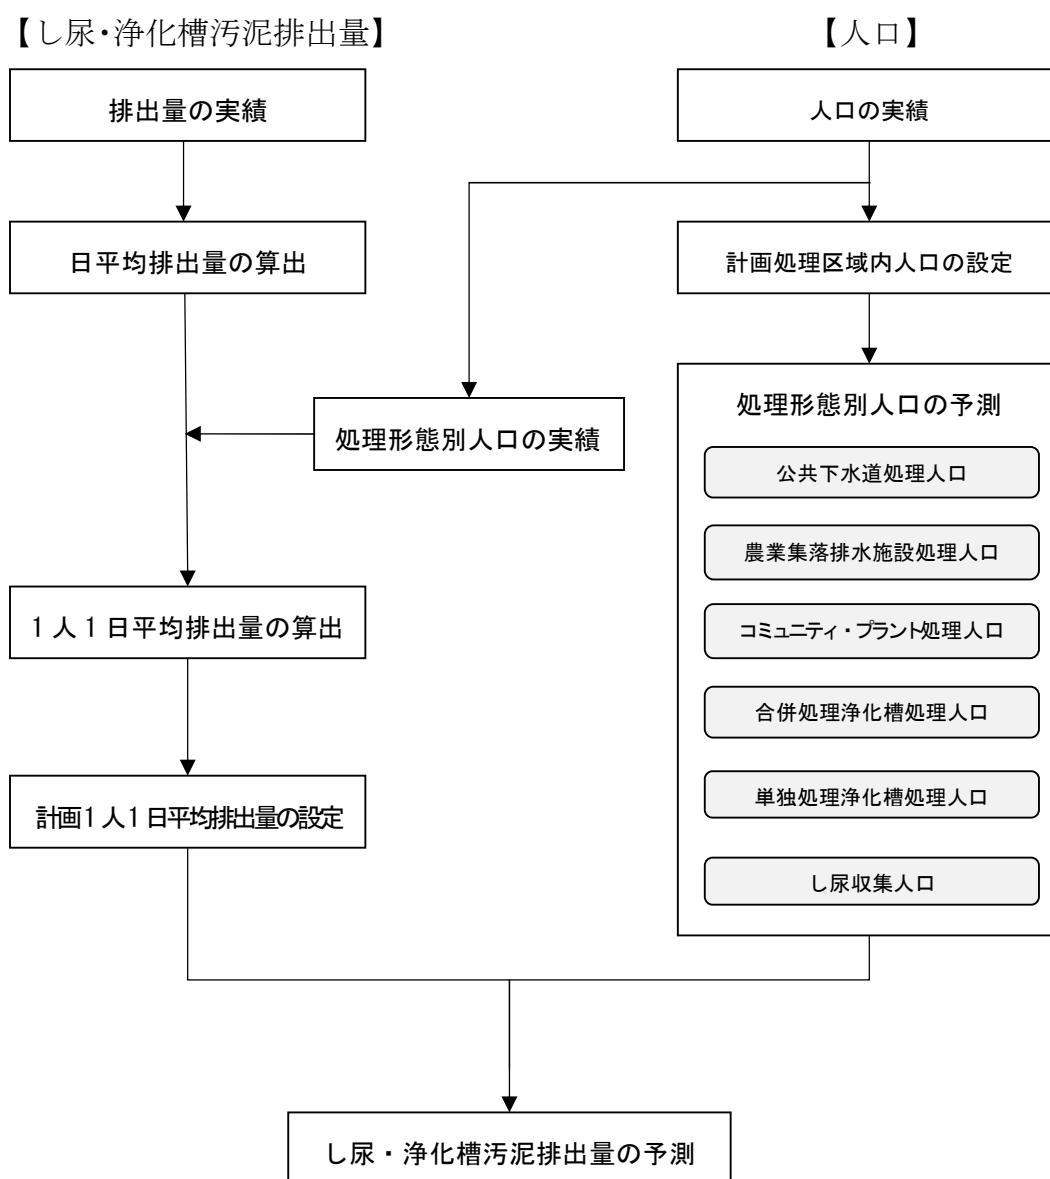 【し尿・浄化槽汚泥排出量】
【人口】
排出量の実績
人口の実績
日平均排出量の算出
計画処理区域内人口の設定
処理形態別人口の実績
処理形態別人口の予測
公共下水道処理人口
農業集落排水施設処理人口
コミュニティ・プラント処理人口
合併処理浄化槽処理人口
単独処理浄化槽処理人口
し尿収集人口
1人1日平均排出量の算出
計画1人1日平均排出量の設定
し尿・浄化槽汚泥排出量の予測